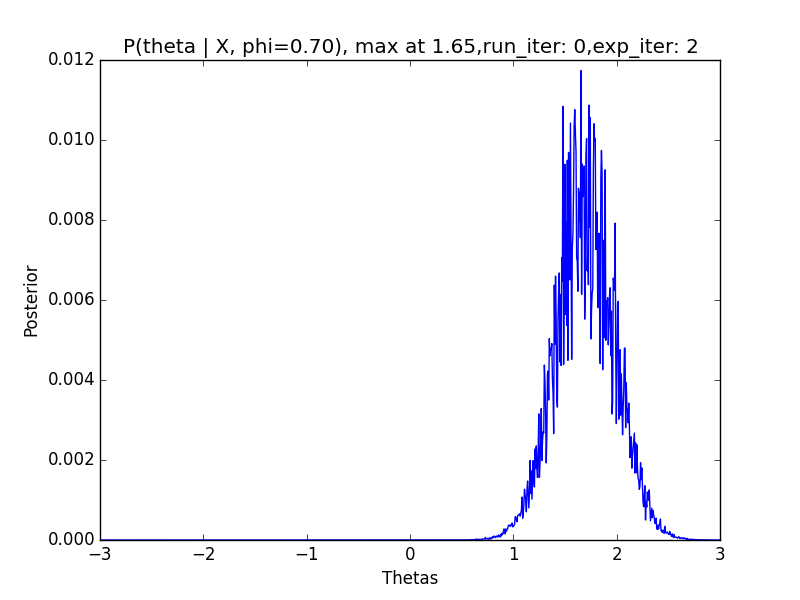 P(theta | X, phi=0.70), max at 1.65,run_iter: 0,exp_iter: 2
0.012
0.010
0.008
0.006
0.004
0.002
0.000
Posterior
−3 −2 −1 0 1 2 3
Thetas